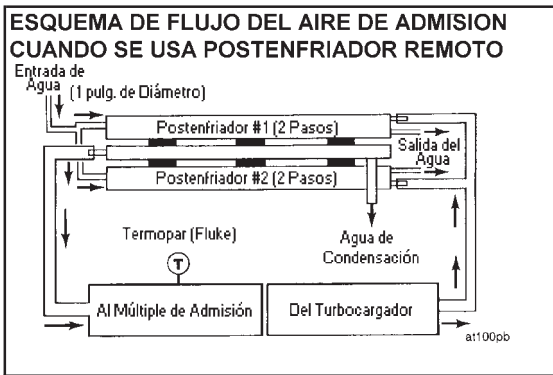 ESQUEMA DE FLUJO DEL AIRE DE ADMISION
CUANDO SE USA POSTENFRIADOR REMOTO
Entrada de
Agua
(1 pulg. de Diámetro)
Postenfriador #1 (2 Pasos)
Salida del
Agua
Postenfriador #2 (2 Pasos)
Termopar (Fluke)
T
Agua de
Condensación
Al Múltiple de Admisión
Del Turbocargador
at100pb